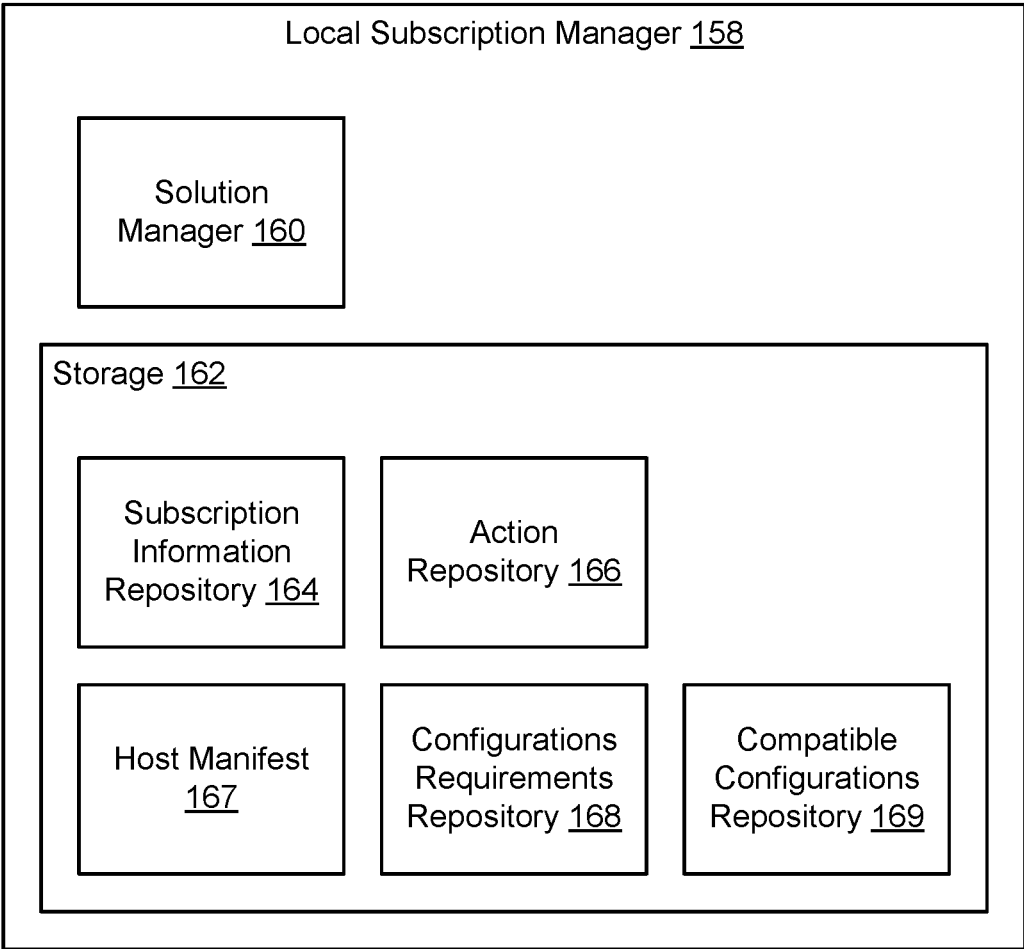 Local Subscription Manager 158
Solution
Manager 160
Storage 162
Subscription
Information
Repository 164
Action
Repository 166
Host Manifest
167
Configurations
Requirements
Repository 168
Compatible
Configurations
Repository 169